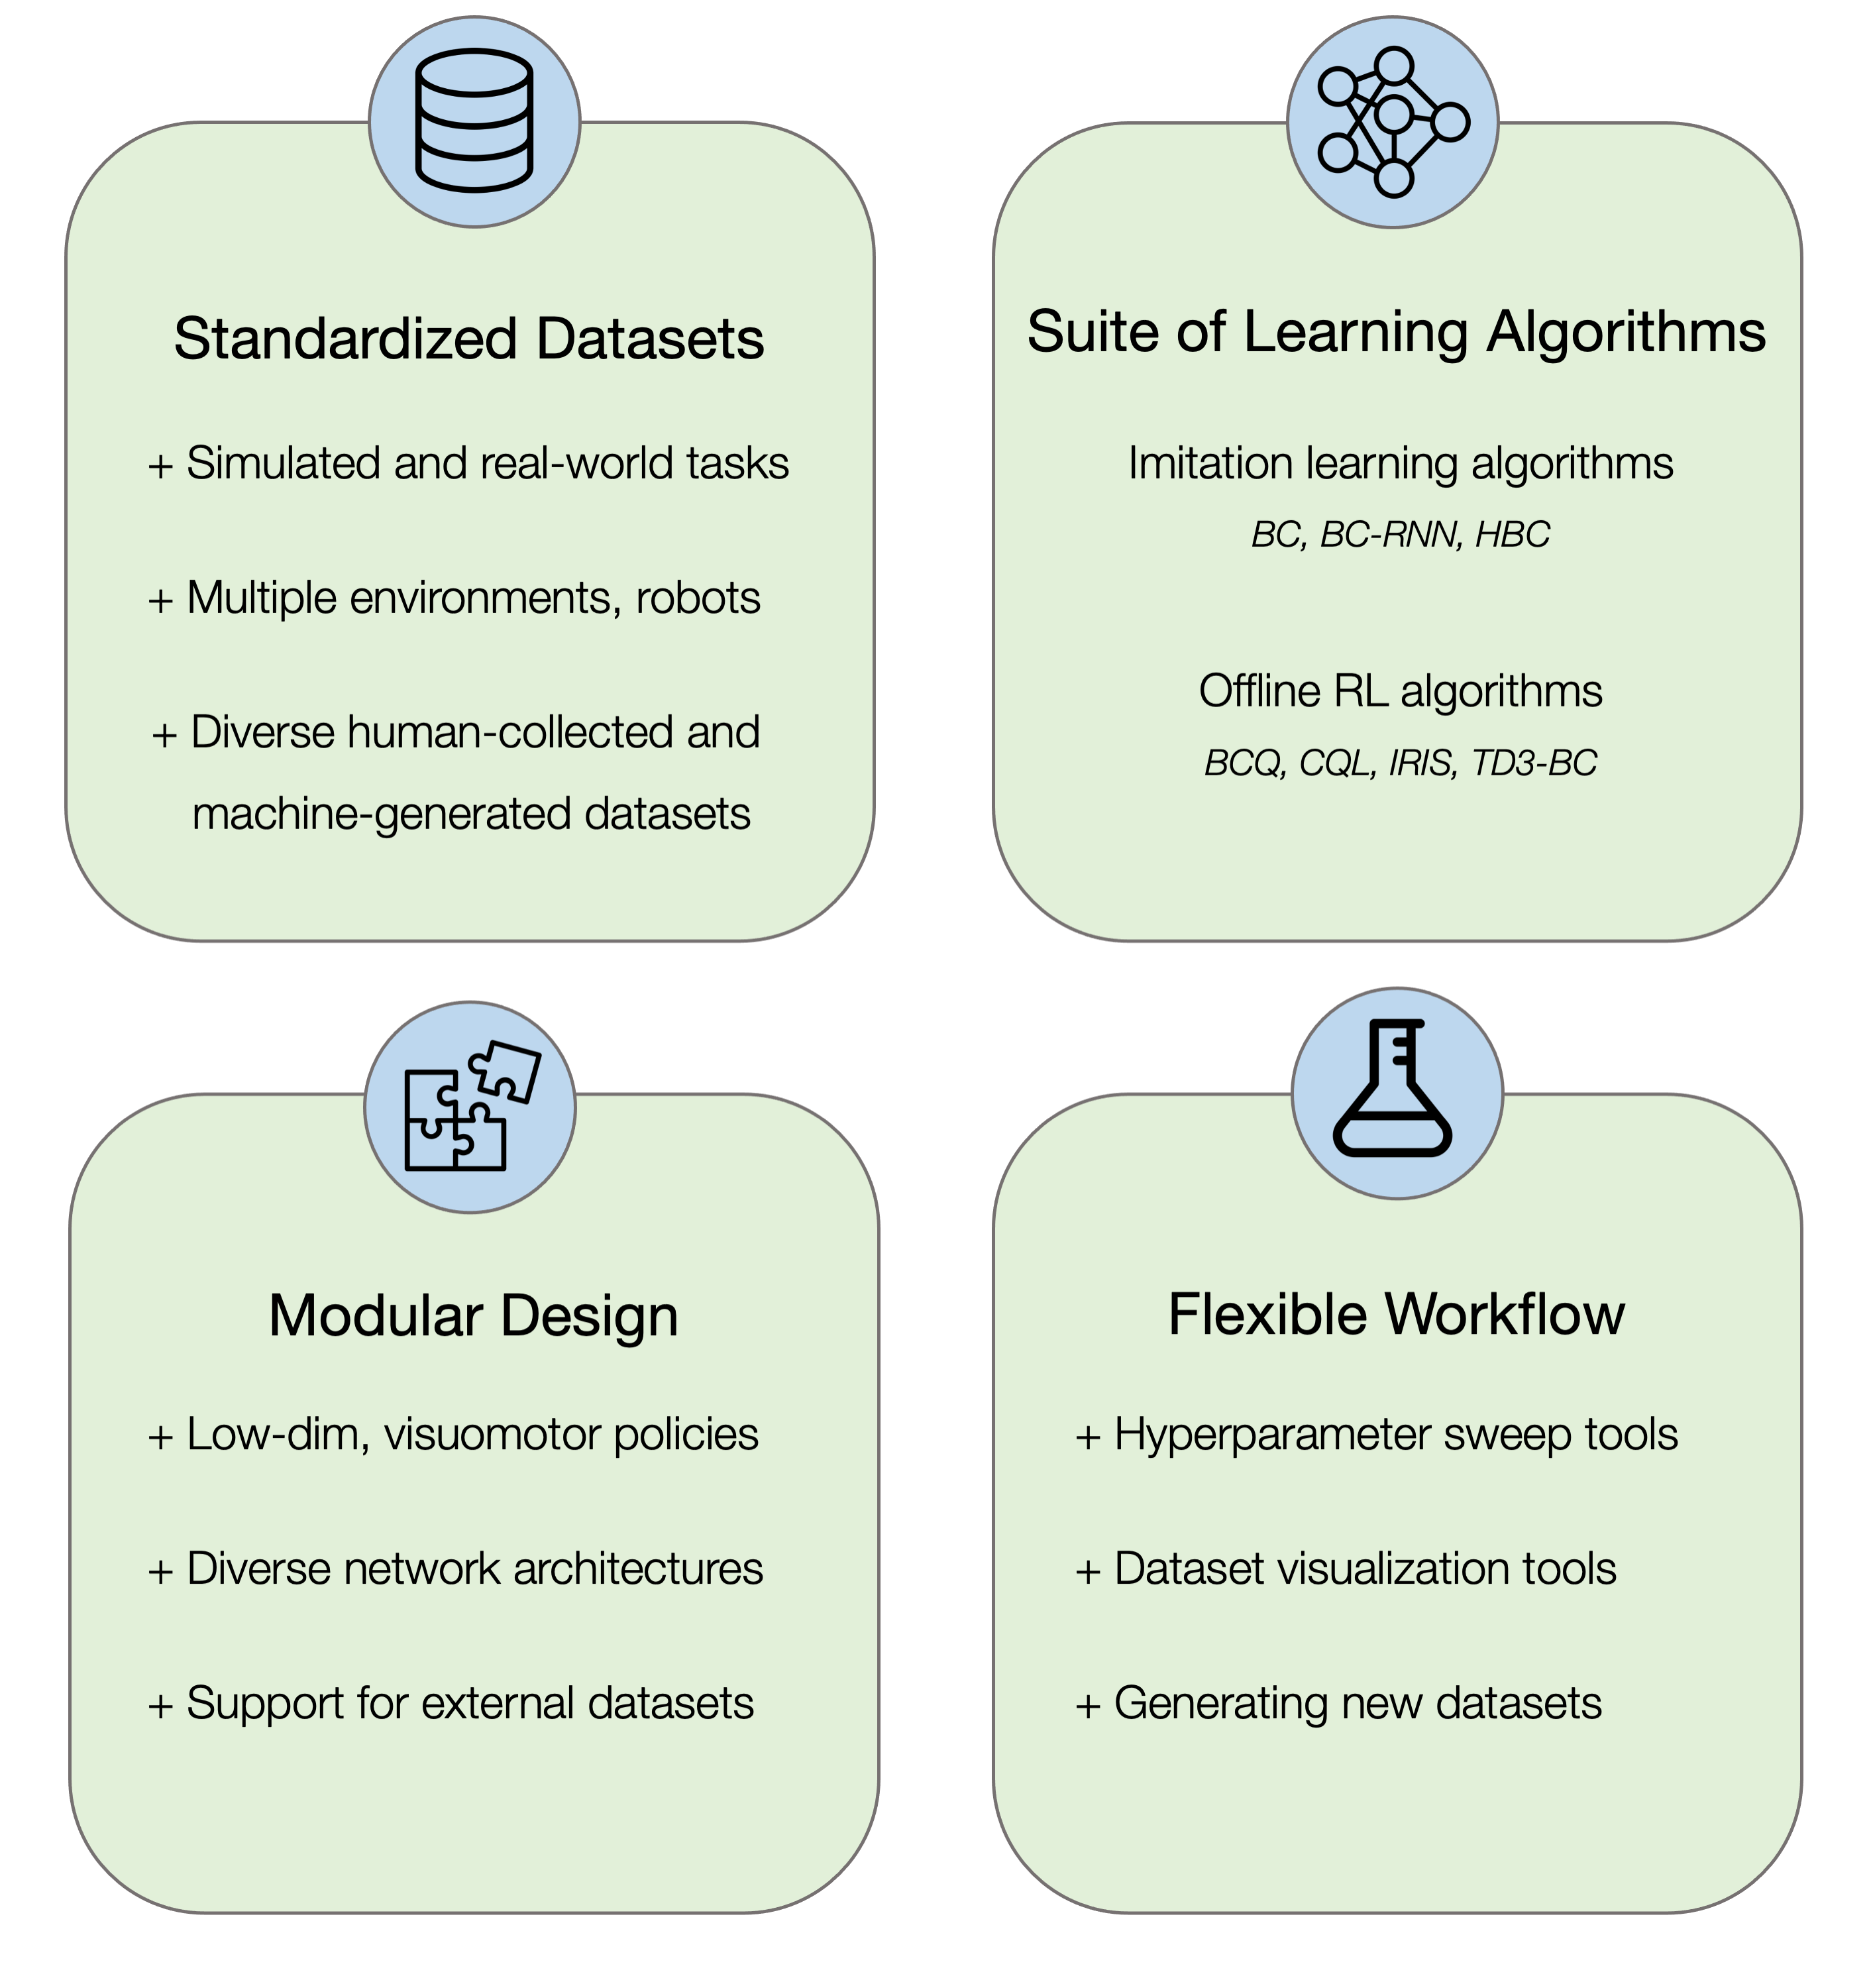 Standardized Datasets
+ Simulated and real-world tasks
+ Multiple environments, robots
+ Diverse human-collected and
machine-generated datasets
Suite of Learning Algorithms
Imitation learning algorithms
BC, BC-RNN, HBC
Offline RL algorithms
BCQ, CQL, IRIS, TD3-BC
Modular Design
+ Low-dim, visuomotor policies
+ Diverse network architectures
+ Support for external datasets
Flexible Workflow
+ Hyperparameter sweep tools
+ Dataset visualization tools
+ Generating new datasets